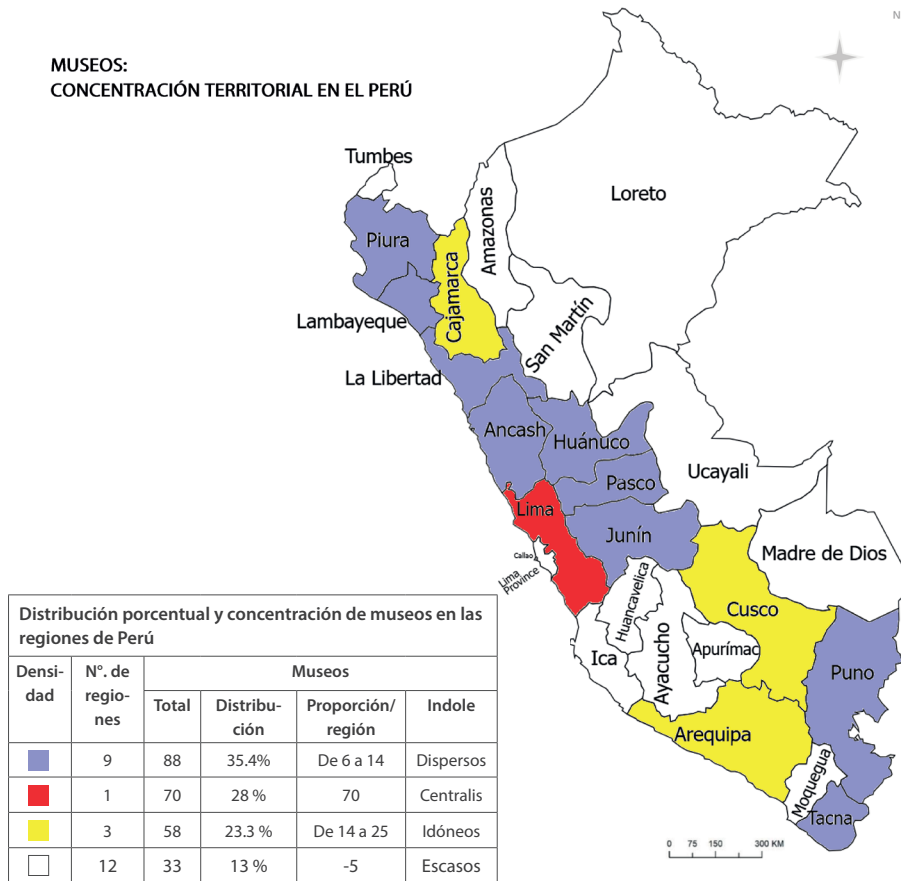 N
MUSEOS:
CONCENTRACIÓN TERRITORIAL EN EL PERÚ
Tumbes
Loreto
Amazonas
Piura
Cajamarca
Lambayeque
San Martín
La Libertad
Ancash
Huánuco
Ucayali
Pasco
Lima
Junín
Callao
Lima
Province
Madre de Dios
Huancavelica
Cusco
Ica
Ayacucho
Apurímac
Puno
Arequipa
Moquegua
Tacna
0 75 150 300 KM
Distribución porcentual y concentración de museos en las
regiones de Perú
Densi-
dad
N°. de
regio-
nes
Museos
Total
Distribu-
ción
Proporción/
región
Indole
9 88 35.4% De 6 a 14 Dispersos
1 70 28 % 70 Centralis
3 58 23.3 % De 14 a 25 Idóneos
12 33 13 % -5 Escasos